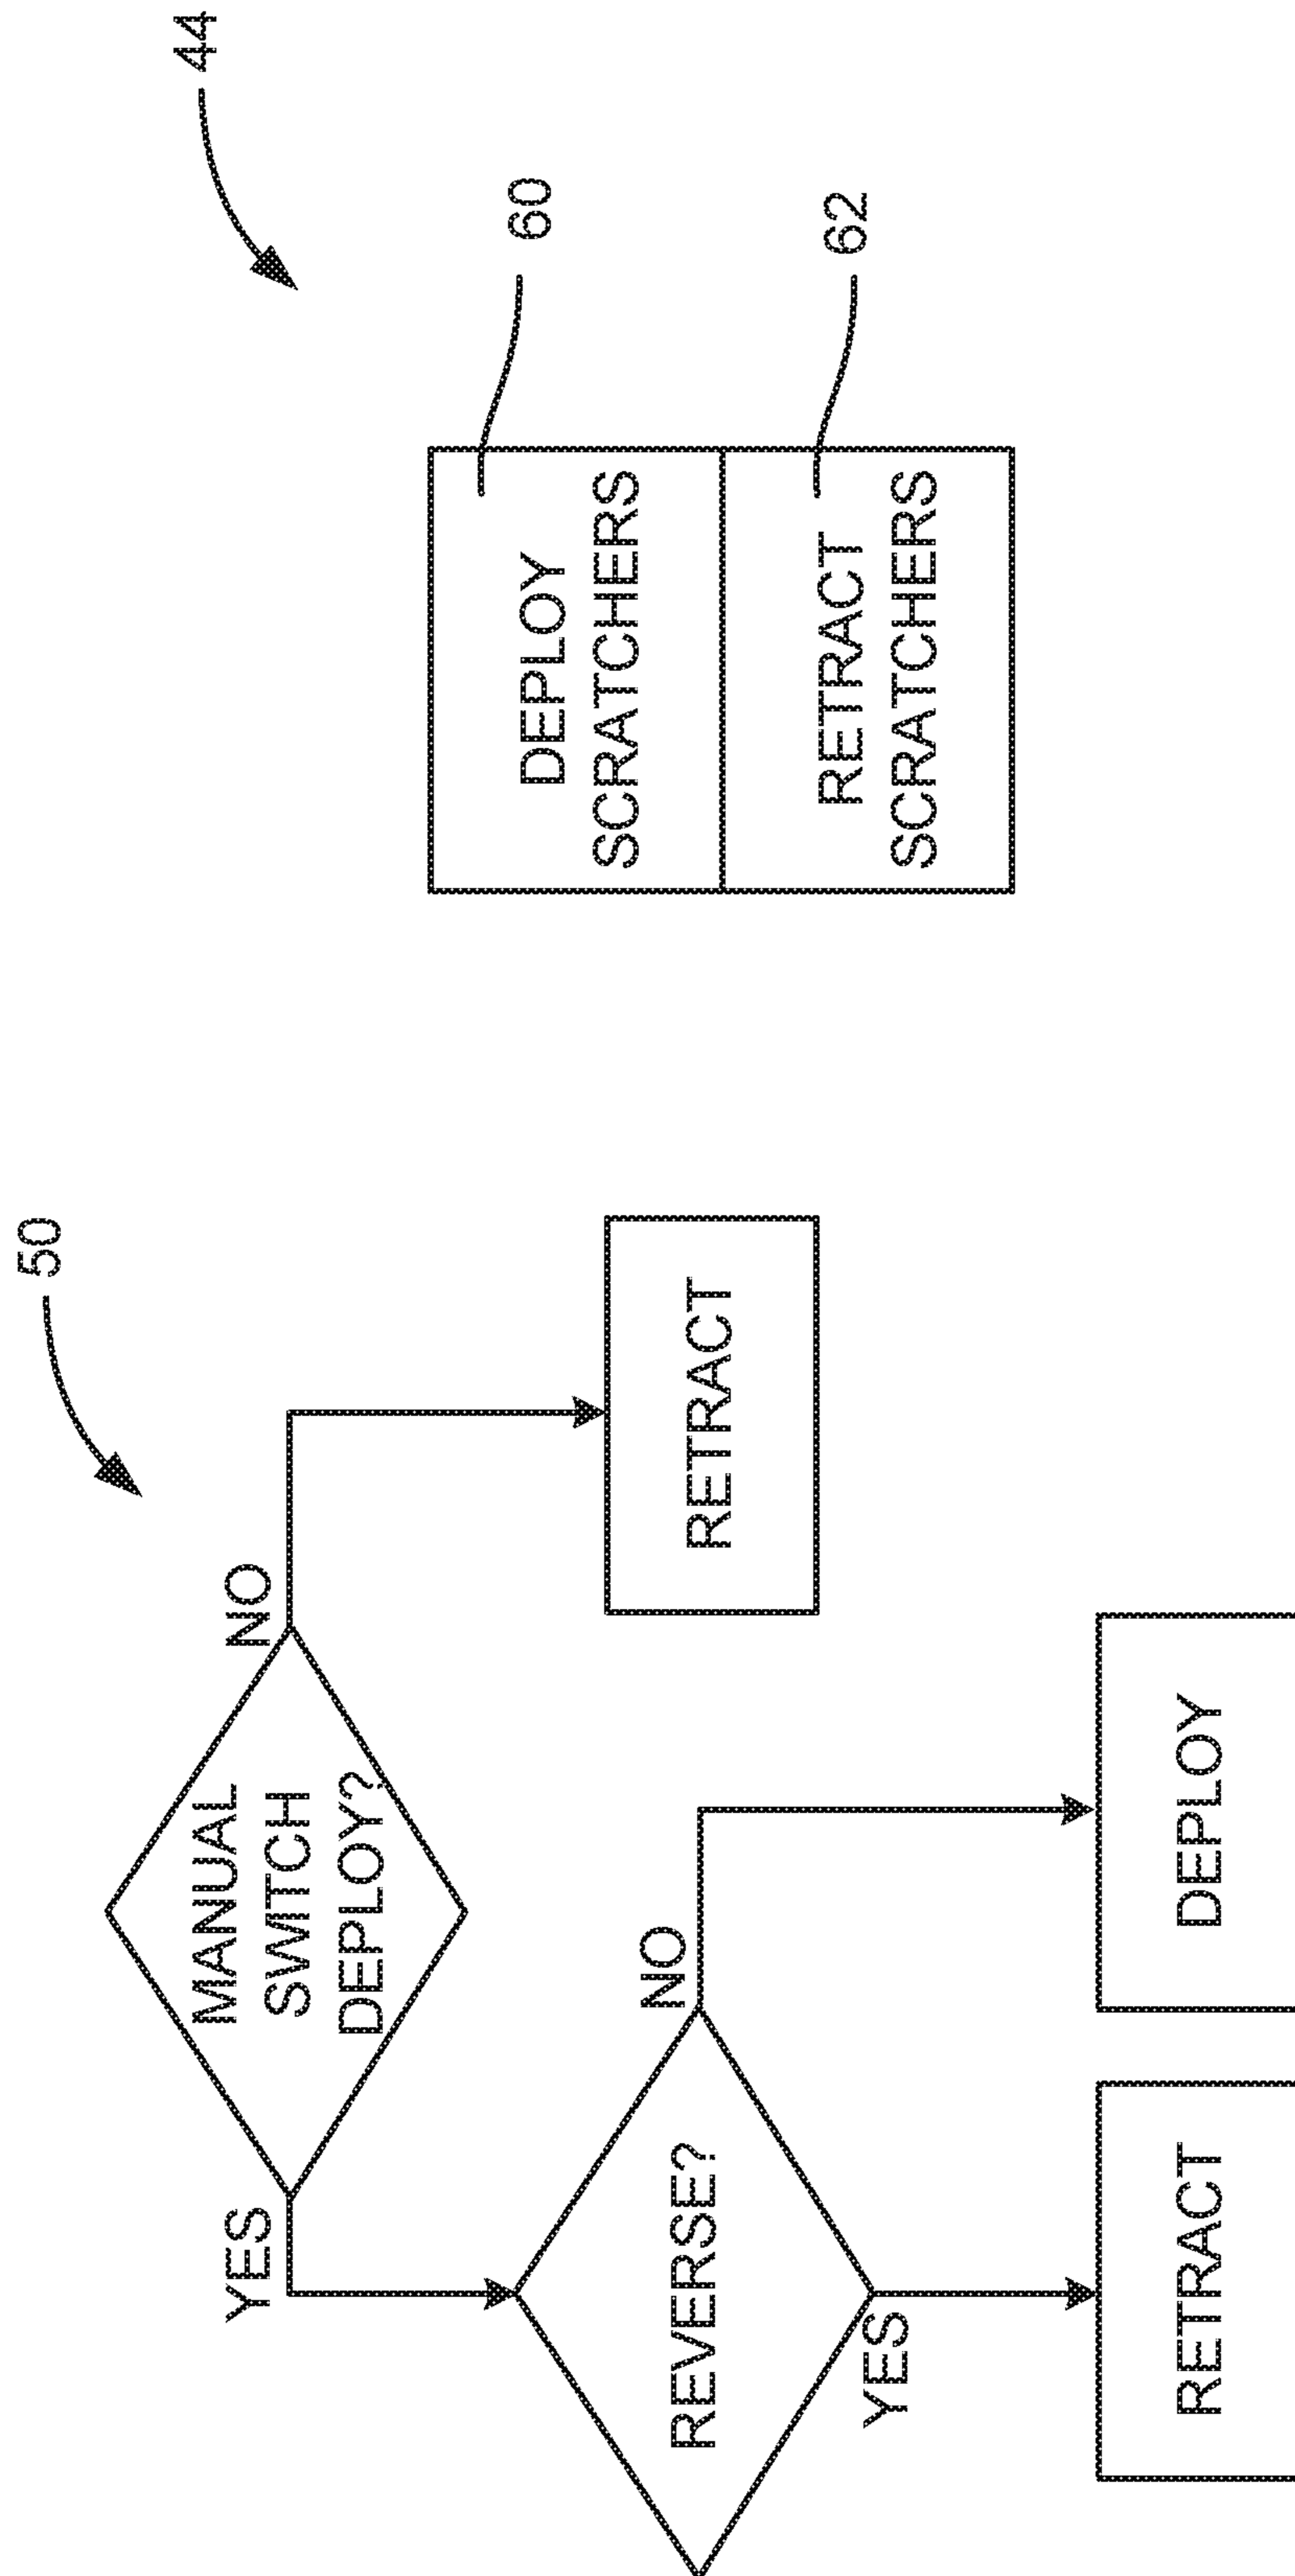 50
MANUAL
SWITCH
DEPLOY?
YES
NO
REVERSE?
NO
YES
RETRACT
RETRACT
DEPLOY
44
DEPLOY
SCRATCHERS
60
RETRACT
SCRATCHERS
62